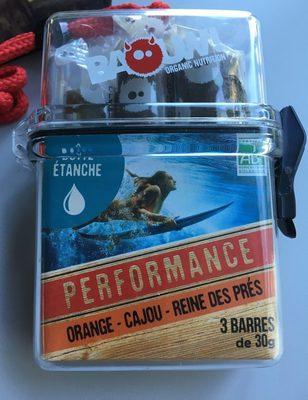 BAOUW!
ORGANIC NUTRITION
BOÎTE
ÉTANCHE
AB
PERFORMANCE
ORANGE - CAJOU - REINE DES PRÉS
3 BARRES
de 30g